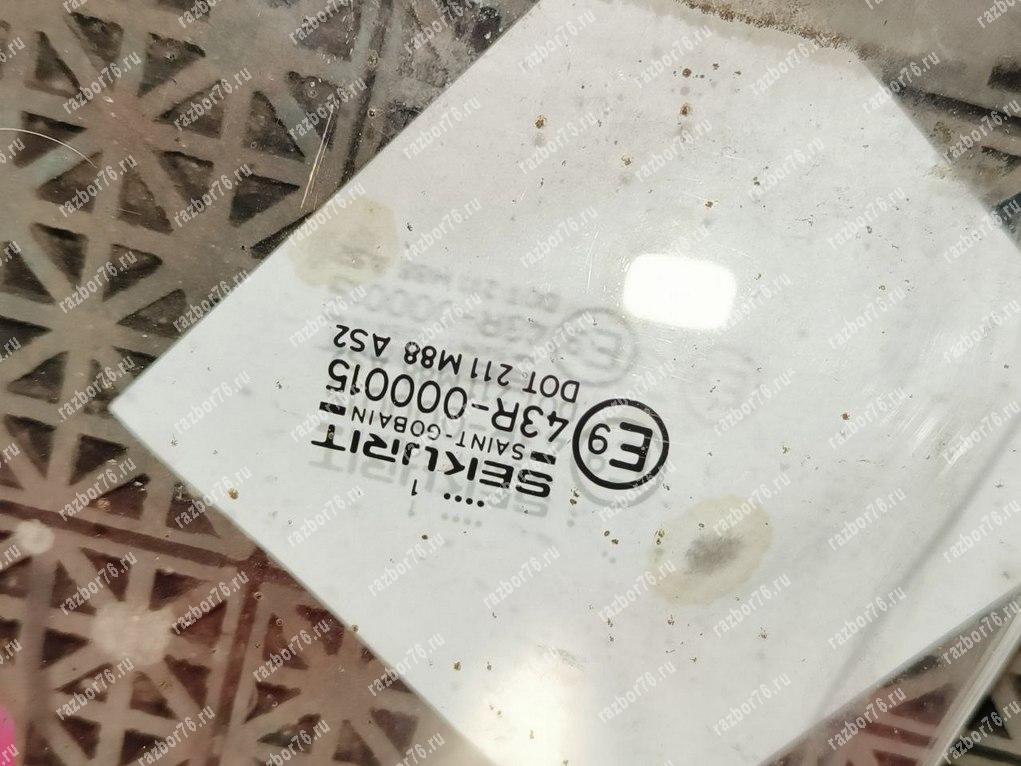 .... 1
SEKURIT
SAINT-GOBAIN
E9 43R-000015
DOT 211 M88 AS2
razbor76.ru